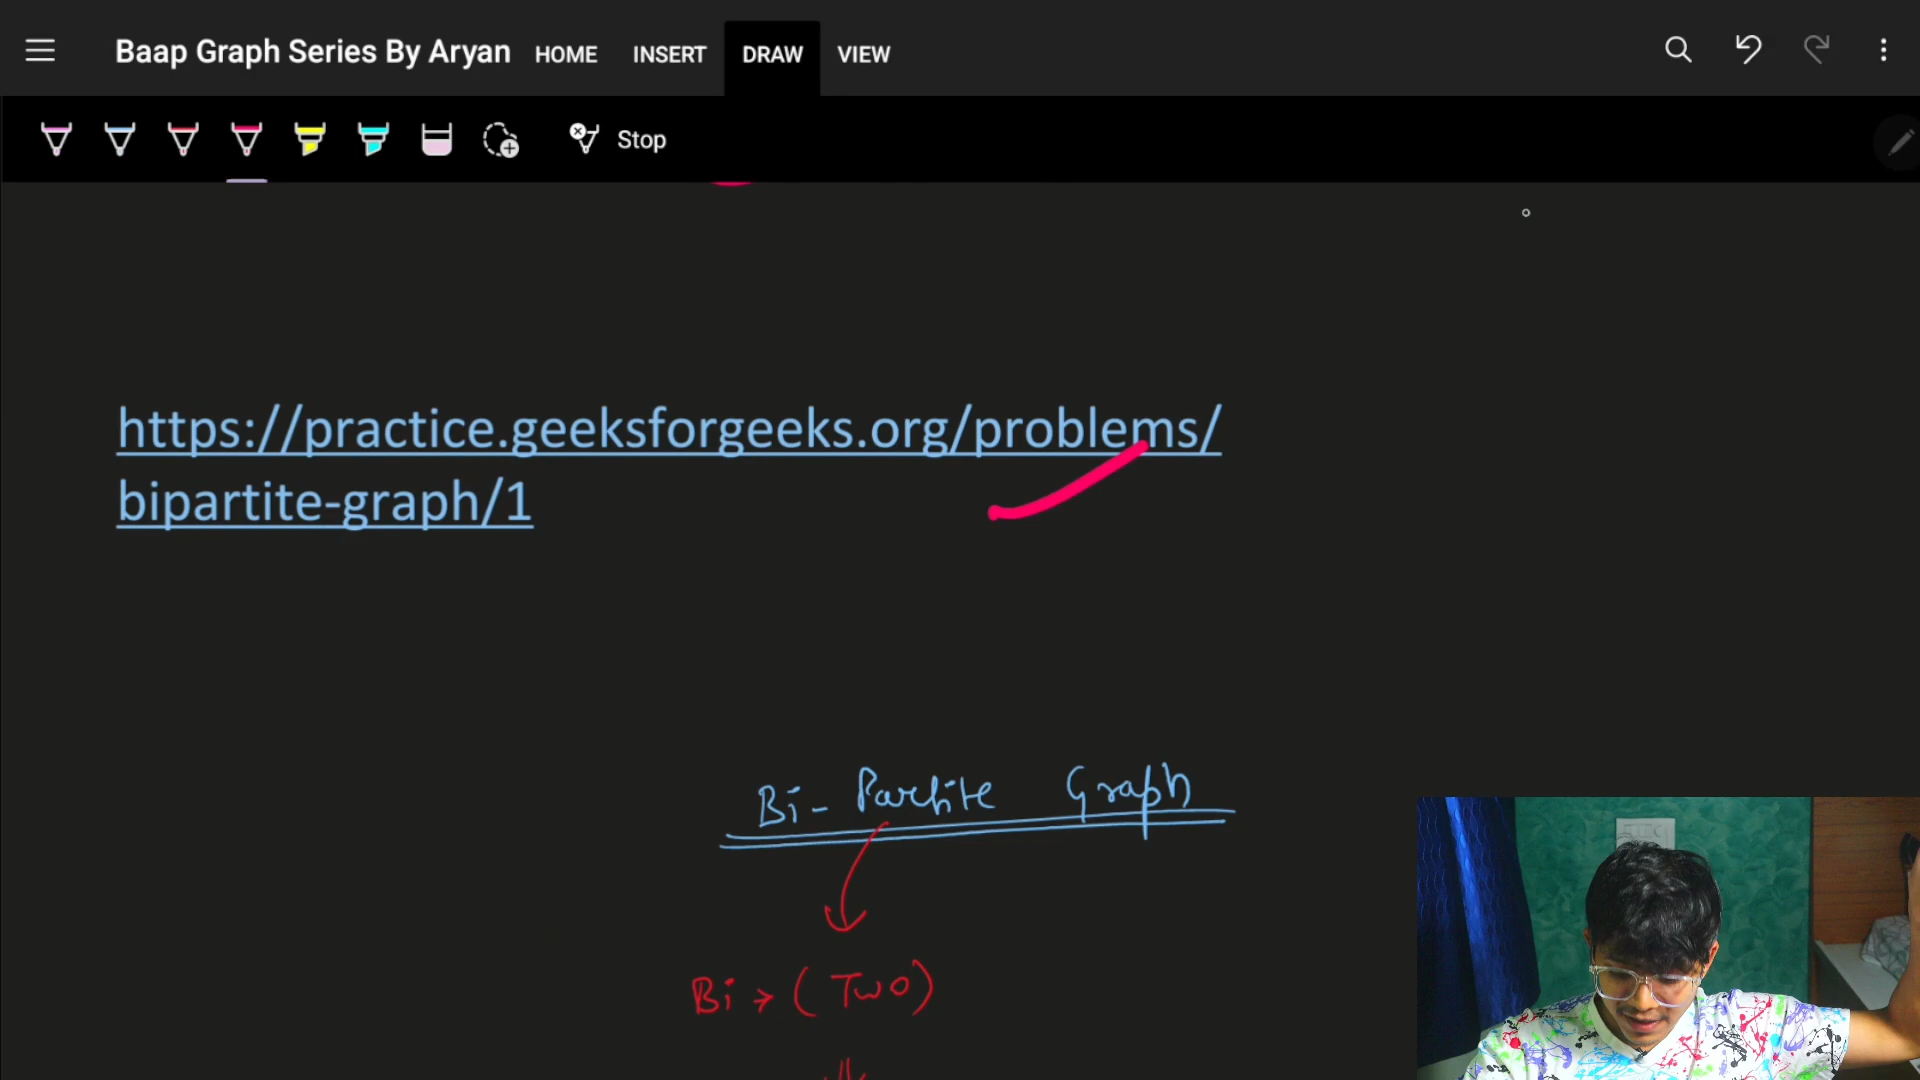 Baap Graph Series By Aryan HOME INSERT DRAW VIEW
Stop
https://practice.geeksforgeeks.org/problems/
bipartite-graph/1
Bi-Partite Graph
Bi → (Two)